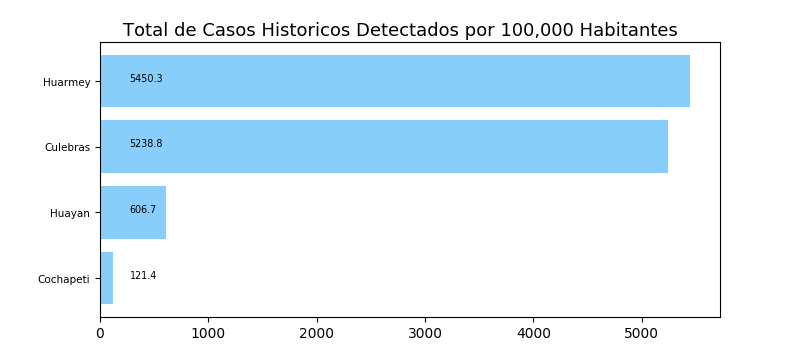 Total de Casos Historicos Detectados por 100,000 Habitantes
Huarmey 5450.3
Culebras 5238.8
Huayan 606.7
Cochapeti 121.4
0 1000 2000 3000 4000 5000